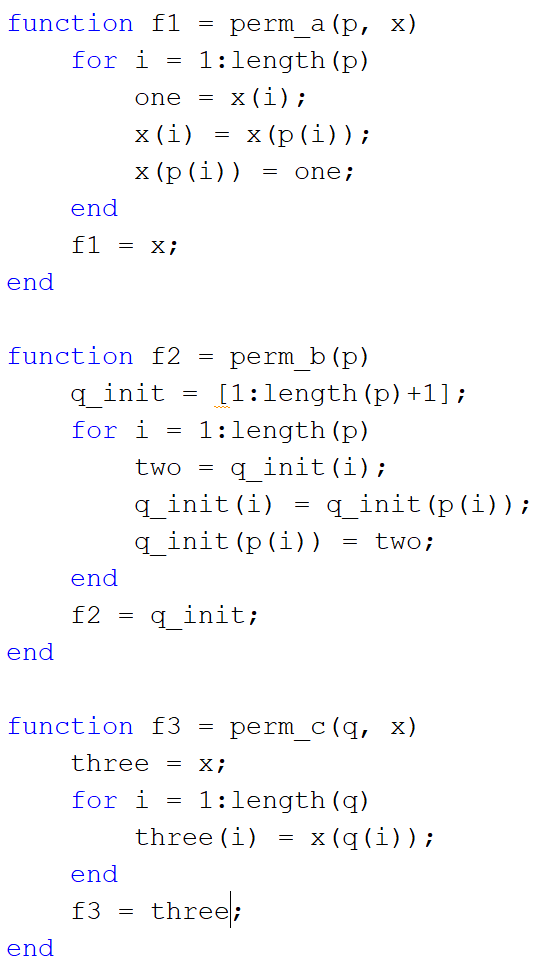 function f1 = perm_a(p, x)
    for i = 1:length(p)
        one = x(i);
        x(i) = x(p(i));
        x(p(i)) = one;
    end
    f1 = x;
end

function f2 = perm_b(p)
    q_init = [1:length(p)+1];
    for i = 1:length(p)
        two = q_init(i);
        q_init(i) = q_init(p(i));
        q_init(p(i)) = two;
    end
    f2 = q_init;
end

function f3 = perm_c(q, x)
    three = x;
    for i = 1:length(q)
        three(i) = x(q(i));
    end
    f3 = three;
end